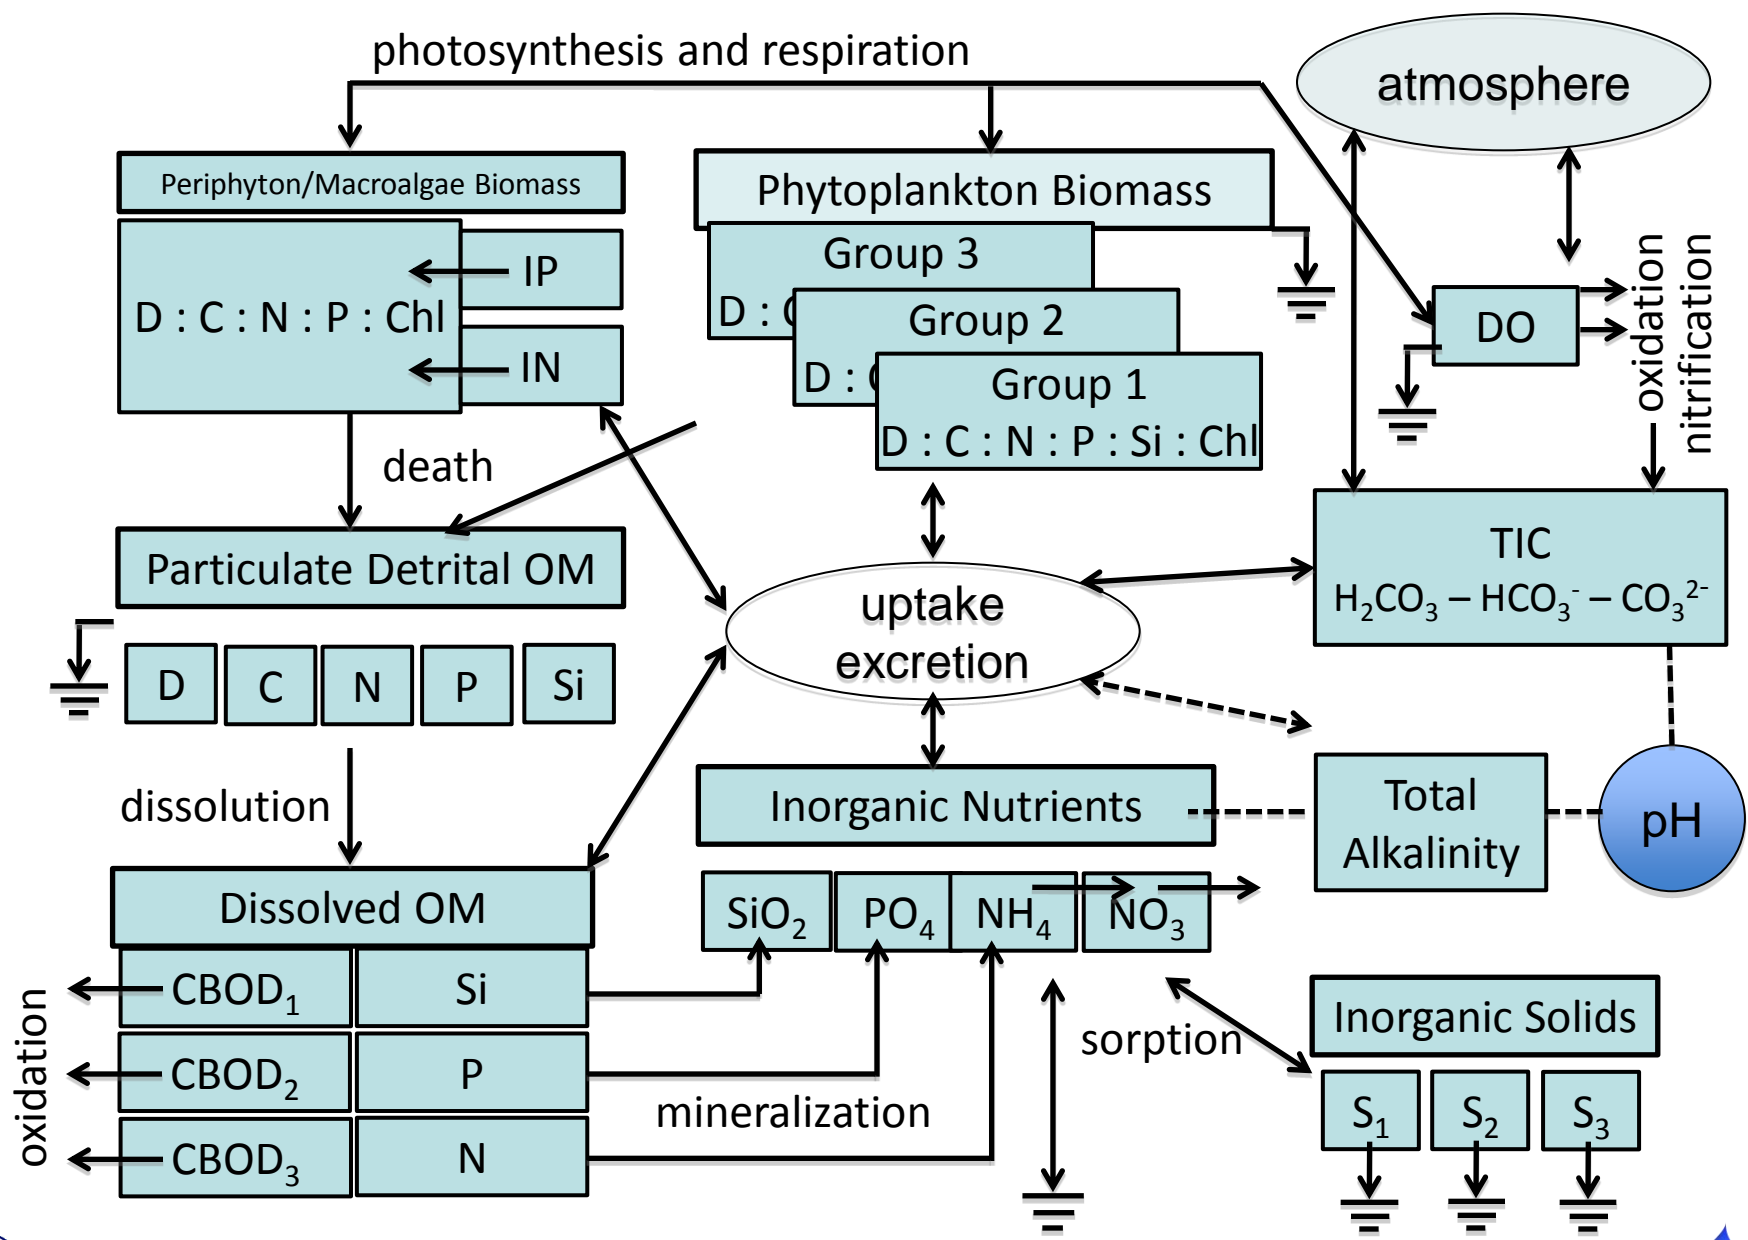 photosynthesis and respiration
atmosphere
Periphyton/Macroalgae Biomass
IP
D : C : N : P : Chl
IN
Phytoplankton Biomass
Group 3
D : C
Group 2
D : C
Group 1
D : C : N : P : Si : Chl
DO
oxidation
nitrification
death
Particulate Detrital OM
D C N P Si
uptake
excretion
TIC
H₂CO₃ – HCO₃⁻ – CO₃²⁻
dissolution
Inorganic Nutrients
Total
Alkalinity
pH
Dissolved OM
SiO₂ PO₄ NH₄ NO₃
CBOD₁ Si
CBOD₂ P
CBOD₃ N
oxidation
mineralization
sorption
Inorganic Solids
S₁ S₂ S₃